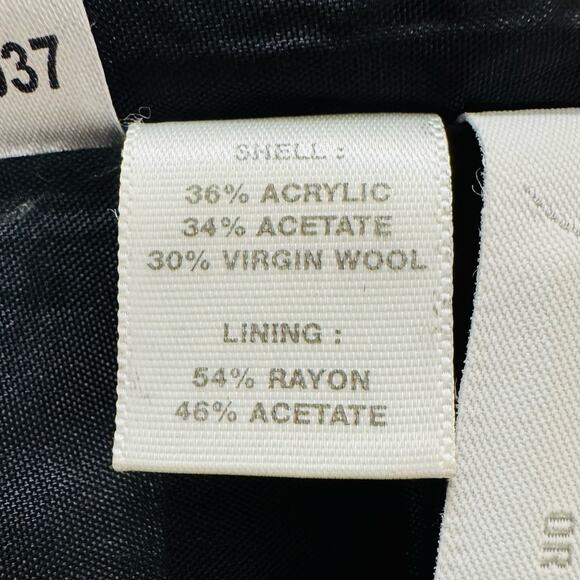 037
SHELL :
36% ACRYLIC
34% ACETATE
30% VIRGIN WOOL
LINING :
54% RAYON
46% ACETATE